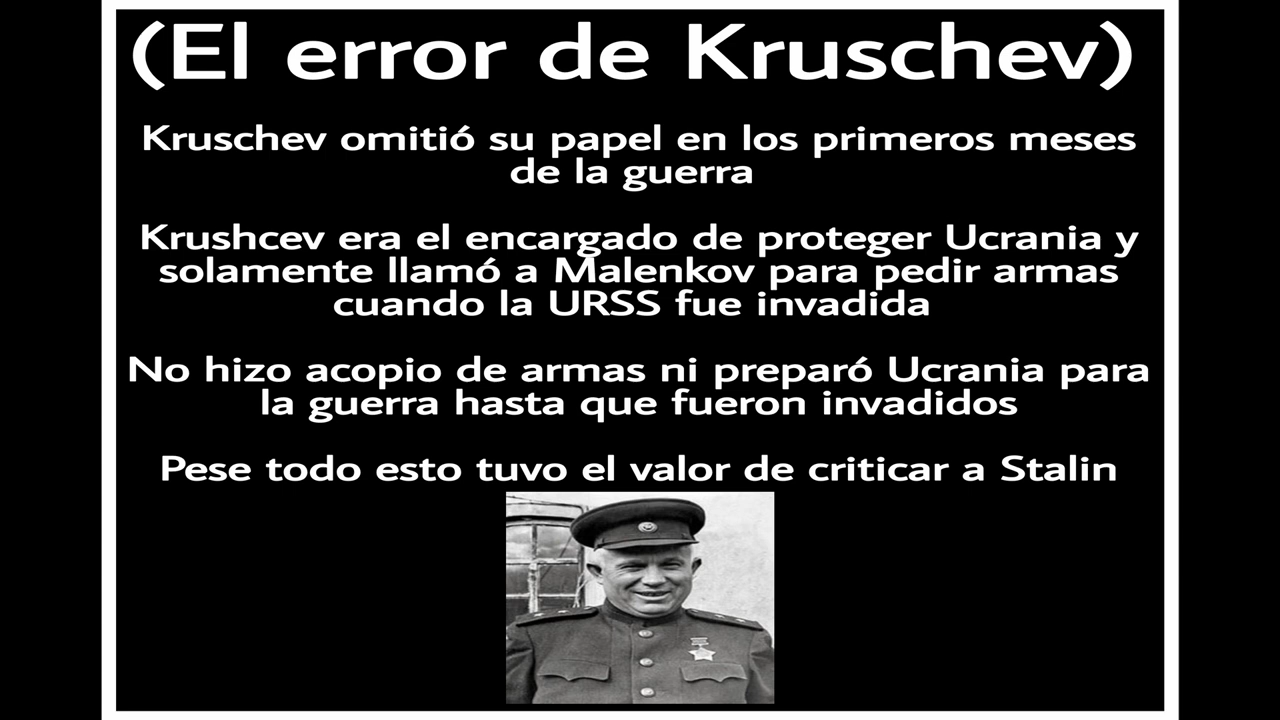 (El error de Kruschev)
Kruschev omitió su papel en los primeros meses
de la guerra
Krushcev era el encargado de proteger Ucrania y
solamente llamó a Malenkov para pedir armas
cuando la URSS fue invadida
No hizo acopio de armas ni preparó Ucrania para
la guerra hasta que fueron invadidos
Pese todo esto tuvo el valor de criticar a Stalin